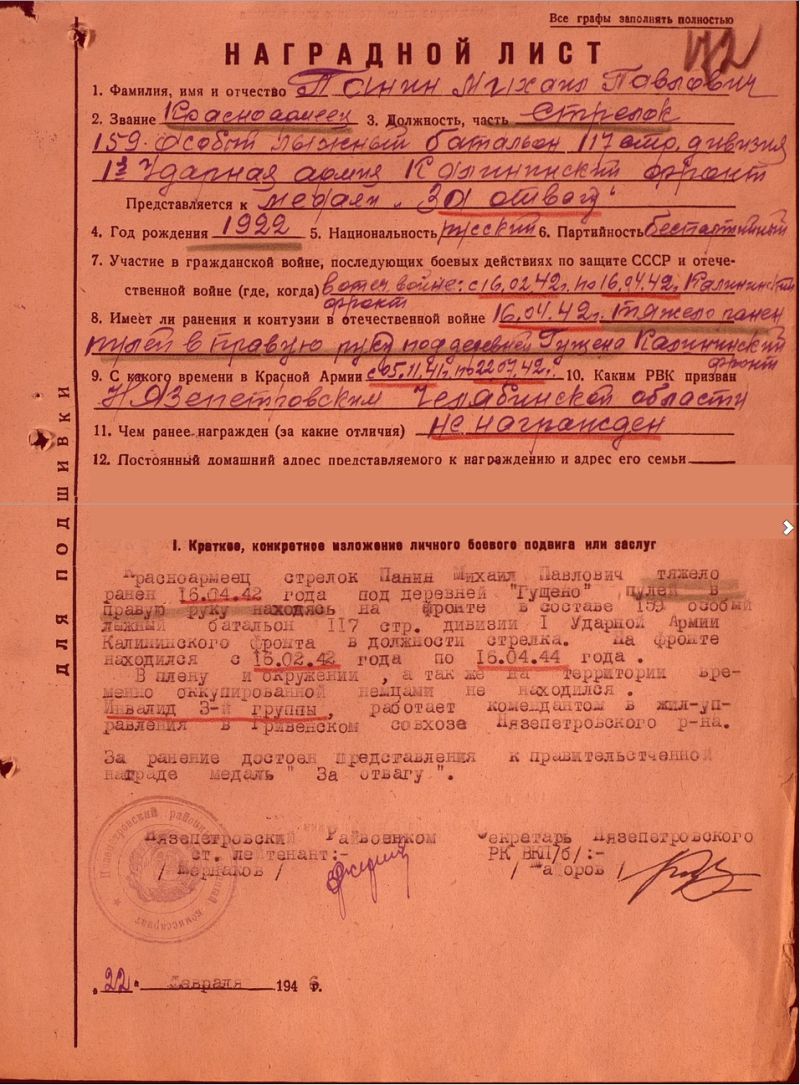 Все графы заполнять полностью
172
НАГРАДНОЙ ЛИСТ
1. Фамилия, имя и отчество Панин Михаил Павлович
2. Звание Красноармеец 3. Должность, часть стрелок
159 Особый лыжный батальон 117 стр. дивизия
1я Ударная армия Калининский фронт
Представляется к медали „За отвагу"
4. Год рождения 1922 5. Национальность русский 6. Партийность беспартийный
7. Участие в гражданской войне, последующих боевых действиях по защите СССР и отече-
ственной войне (где, когда) в отеч. войне: с 16.02.42 г. по 16.04.42 г. Калининский
фронт
8. Имеет ли ранения и контузии в отечественной войне 16.04.42 г. тяжело ранен
пулей в правую руку под деревней Гущена Калининский
фронт
9. С какого времени в Красной Армии с 05.11.41 г. по 22.07.42 г. 10. Каким РВК призван
Нязепетровским Челябинской области
11. Чем ранее награжден (за какие отличия) не награжден
12. Постоянный домашний адрес представляемого к награждению и адрес его семьи
ДЛЯ ПОДШИВКИ
I. Краткое, конкретное изложение личного боевого подвига или заслуг
Красноармеец стрелок Панин Михаил Павлович тяжело
ранен 16.04.42 года под деревней "Гущено" пулей в
правую руку находясь на фронте в составе 159 особый
лыжный батальон 117 стр. дивизии I Ударной Армии
Калининского фронта в должности стрелка. На фронте
находился с 16.02.42 года по 16.04.44 года .
В плену и окружении , а так же на территории вре-
менно оккупированной немцами не находился .
Инвалид 3-й группы, работает комендантом в жил-уп-
равления в Гривенском совхозе Нязепетровского р-на.
За ранение достоен представления к правительстченной
награде медаль " За отвагу ".
Нязепетровский Райвоенком Секретарь Нязепетровского
ст. лейтенант:- РК ВКП/б/:-
"22" февраля 1946 г.